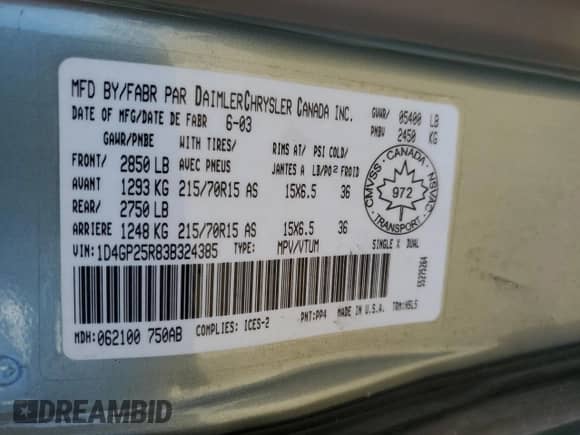 MFD BY/FABR PAR DAIMLERCHRYSLER CANADA INC.
DATE OF MFG/DATE DE FABR 6-03
GVWR/ 05400 LB
PNBV 2450 KG
GAWR/PNBE WITH TIRES/ RIMS AT/ PSI COLD/
FRONT/ 2850 LB AVEC PNEUS JANTES A LB/PO² FROID
AVANT 1293 KG 215/70R15 AS 15X6.5 36
REAR/ 2750 LB
ARRIERE 1248 KG 215/70R15 AS 15X6.5 36
CMVSS · CANADA · NSVAC · TRANSPORT ·
972
VIN: 1D4GP25R83B324385 TYPE: MPV/VTUM SINGLE X DUAL
MDH: 062100 750AB COMPLIES: ICES-2 PNT: PP4 MADE IN U.S.A. TRM: H5L5
55275264
DREAMBID